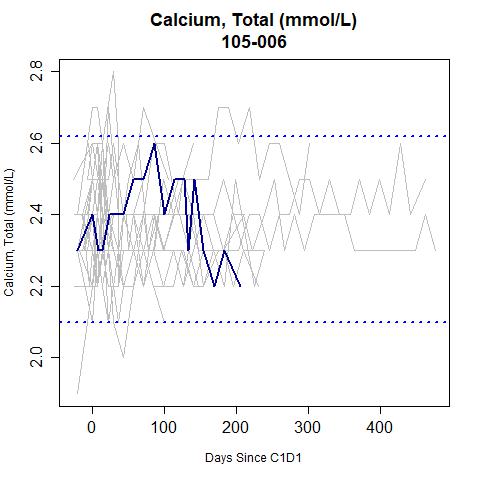 Calcium, Total (mmol/L)
105-006
Calcium, Total (mmol/L)
2.8
2.6
2.4
2.2
2.0
0 100 200 300 400
Days Since C1D1